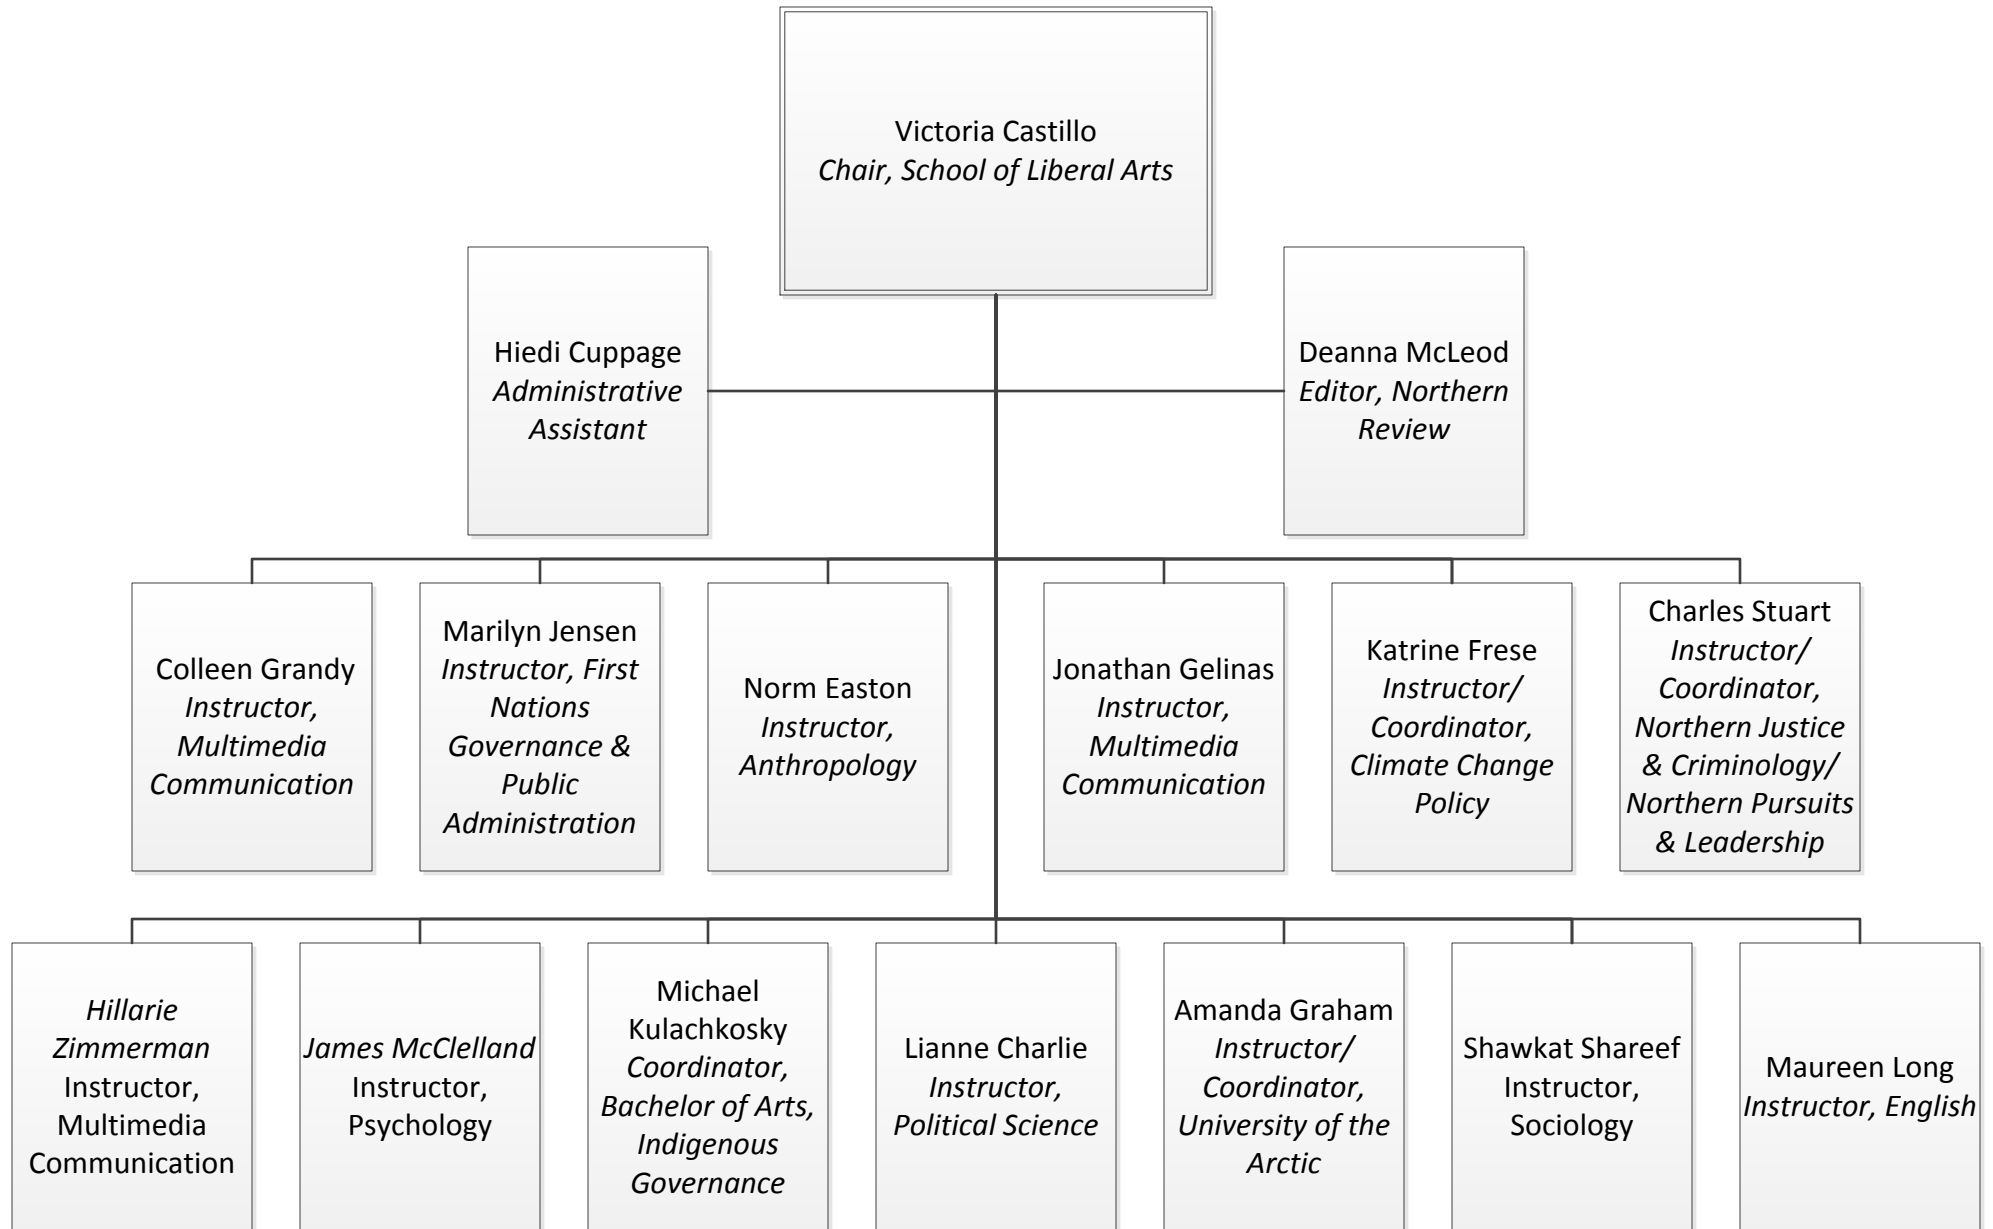 Victoria Castillo
Chair, School of Liberal Arts
Hiedi Cuppage
Administrative
Assistant
Deanna McLeod
Editor, Northern
Review
Colleen Grandy
Instructor,
Multimedia
Communication
Marilyn Jensen
Instructor, First
Nations
Governance &
Public
Administration
Norm Easton
Instructor,
Anthropology
Jonathan Gelinas
Instructor,
Multimedia
Communication
Katrine Frese
Instructor/
Coordinator,
Climate Change
Policy
Charles Stuart
Instructor/
Coordinator,
Northern Justice
& Criminology/
Northern Pursuits
& Leadership
Hillarie
Zimmerman
Instructor,
Multimedia
Communication
James McClelland
Instructor,
Psychology
Michael
Kulachkosky
Coordinator,
Bachelor of Arts,
Indigenous
Governance
Lianne Charlie
Instructor,
Political Science
Amanda Graham
Instructor/
Coordinator,
University of the
Arctic
Shawkat Shareef
Instructor,
Sociology
Maureen Long
Instructor, English